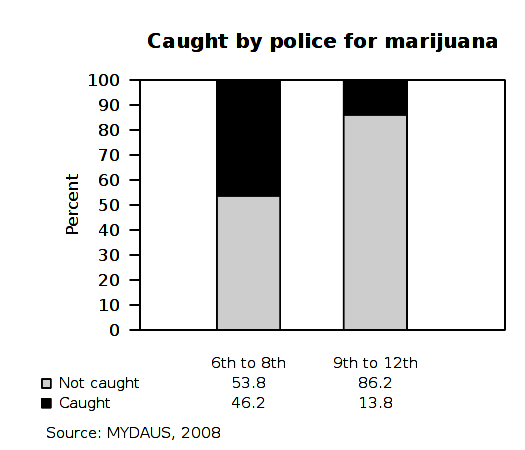 Caught by police for marijuana
100
90
80
70
60
50
40
30
20
10
0
Percent
6th to 8th 9th to 12th
Not caught 53.8 86.2
Caught 46.2 13.8
Source: MYDAUS, 2008